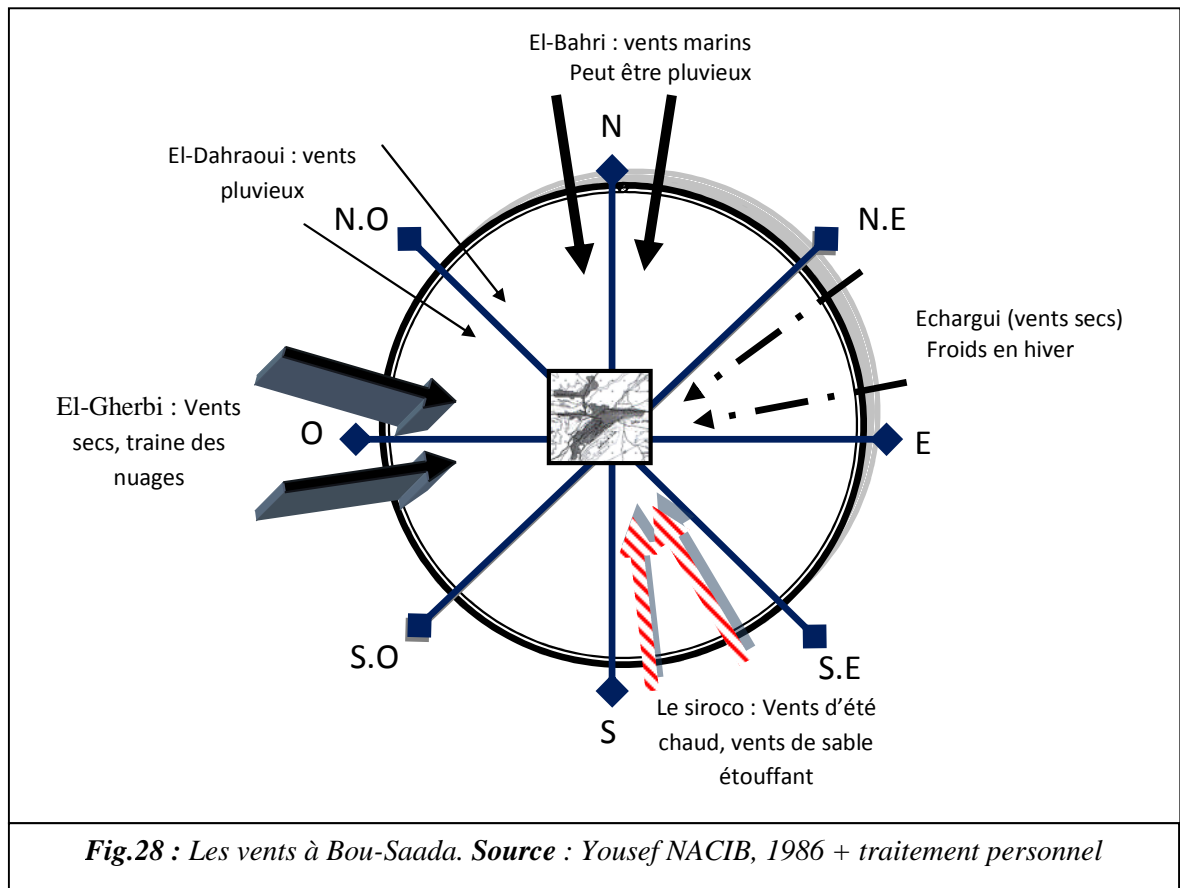 El-Bahri : vents marins
Peut être pluvieux
N
El-Dahraoui : vents
pluvieux
N.O
N.E
Echargui (vents secs)
Froids en hiver
El-Gherbi : Vents
secs, traine des
nuages
O
E
S.O
S.E
S
Le siroco : Vents d’été
chaud, vents de sable
étouffant
Fig.28 : Les vents à Bou-Saada. Source : Yousef NACIB, 1986 + traitement personnel